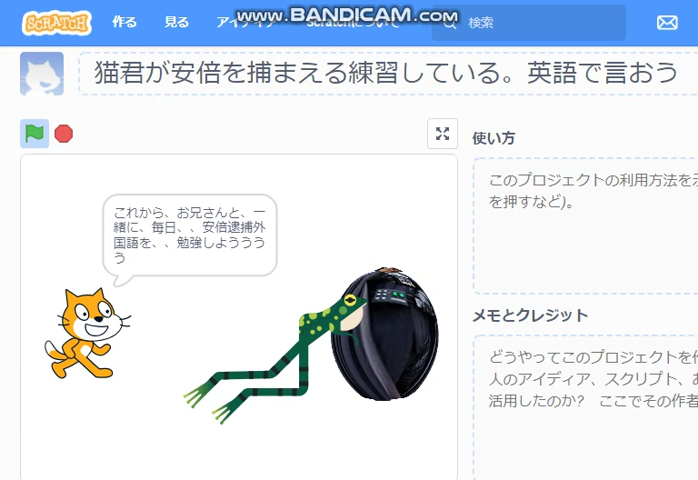 www.BANDICAM.com
SCRATCH 作る 見る アイディア Scratchについて 検索
猫君が安倍を捕まえる練習している。英語で言おう
使い方
このプロジェクトの利用方法を
を押すなど)。
これから、お兄さんと、一
緒に、毎日、、安倍逮捕外
国語を、、勉強しよううう
う
メモとクレジット
どうやってこのプロジェクトを
人のアイディア、スクリプト、
活用したのか? ここでその作者